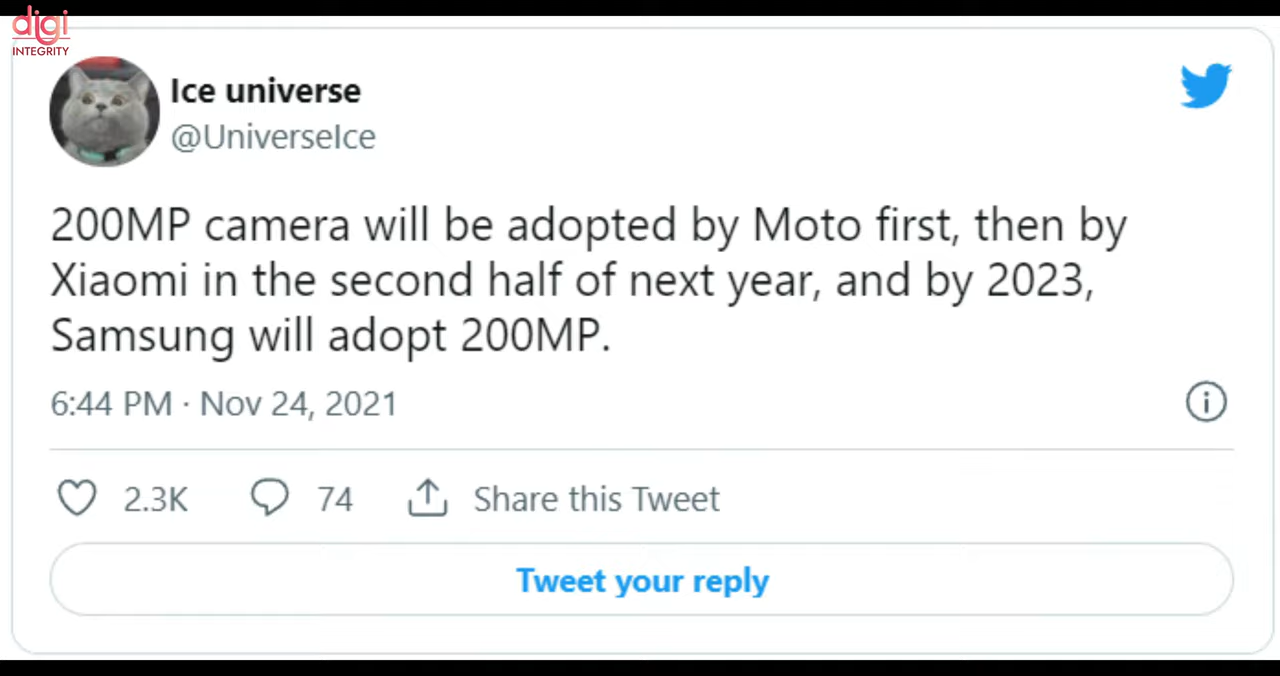 digi
INTEGRITY
Ice universe
@UniverseIce
200MP camera will be adopted by Moto first, then by
Xiaomi in the second half of next year, and by 2023,
Samsung will adopt 200MP.
6:44 PM · Nov 24, 2021
2.3K 74 Share this Tweet
Tweet your reply